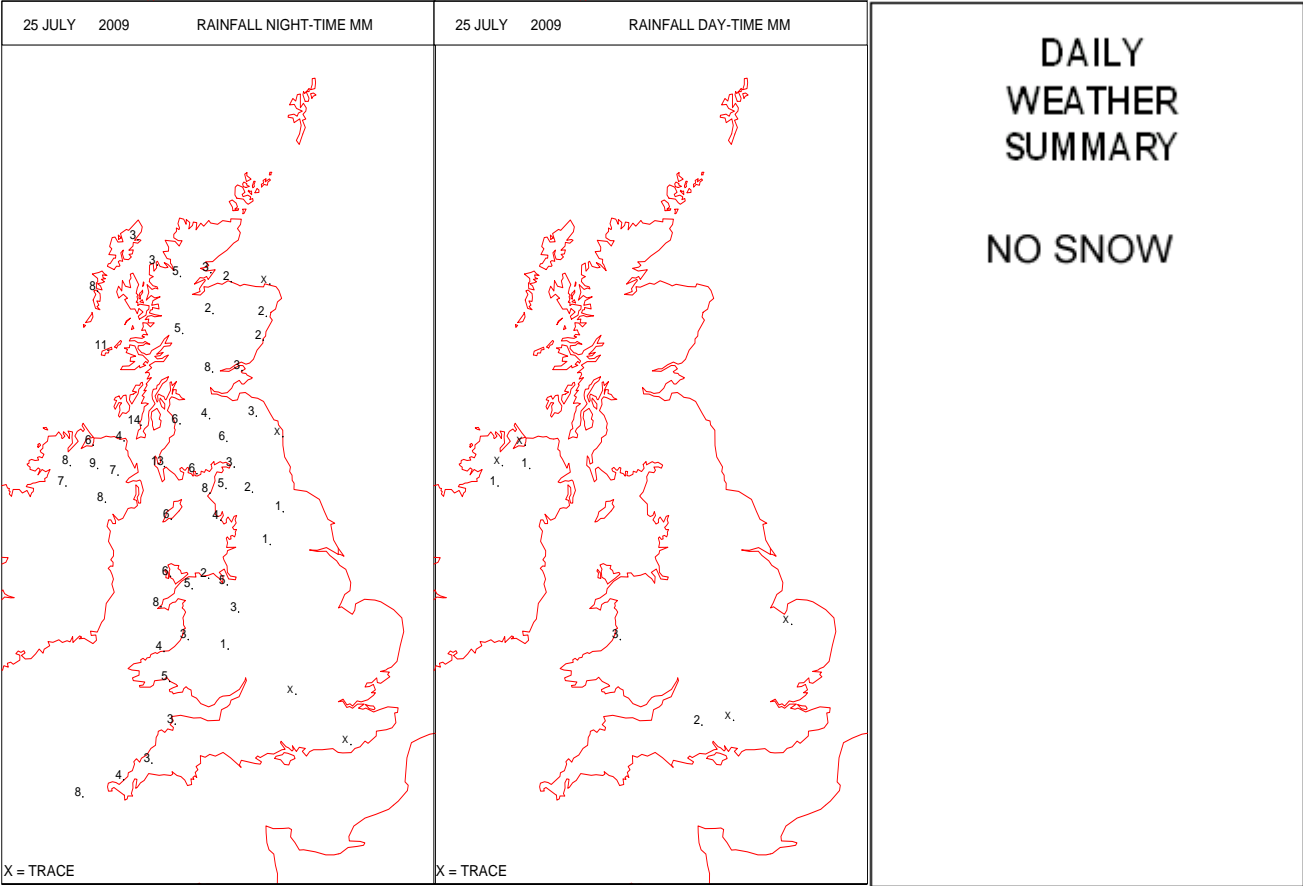 25 JULY 2009 RAINFALL NIGHT-TIME MM
3
3. 5. 3. 2. X.
8
2. 2.
5. 2.
11
8. 3.
14 6. 4. 3.
6. 4. 6. X.
8. 9. 7. 13 6. 3.
7. 8. 8 5. 2.
6. 4. 1.
1.
6. 5. 2. 5.
8. 3.
4. 3. 1.
5. X.
3.
X.
4. 3.
8.
X = TRACE
25 JULY 2009 RAINFALL DAY-TIME MM
X.
X. 1.
1.
X.
3.
2. X.
X = TRACE
DAILY
WEATHER
SUMMARY
NO SNOW